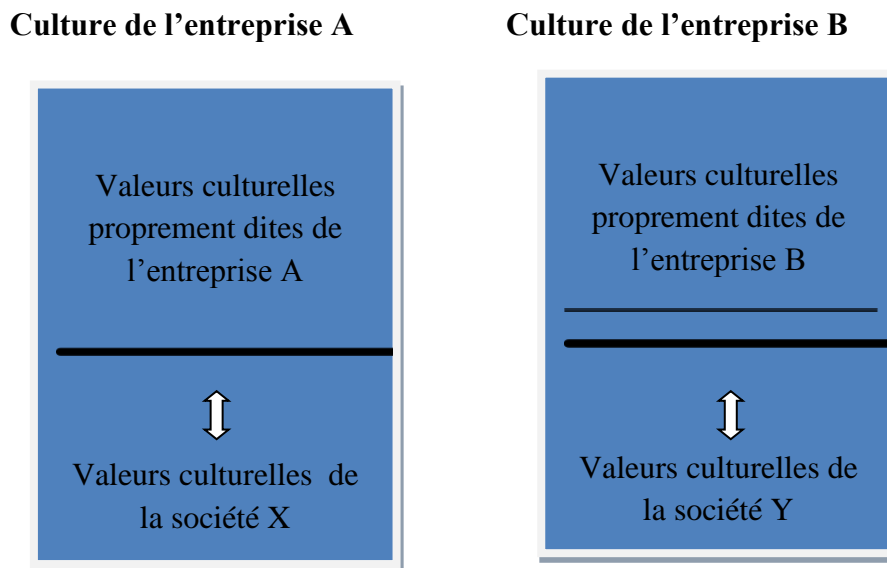 Culture de l’entreprise A
Culture de l’entreprise B
Valeurs culturelles
proprement dites de
l’entreprise A
Valeurs culturelles de
la société X
Valeurs culturelles
proprement dites de
l’entreprise B
Valeurs culturelles de
la société Y